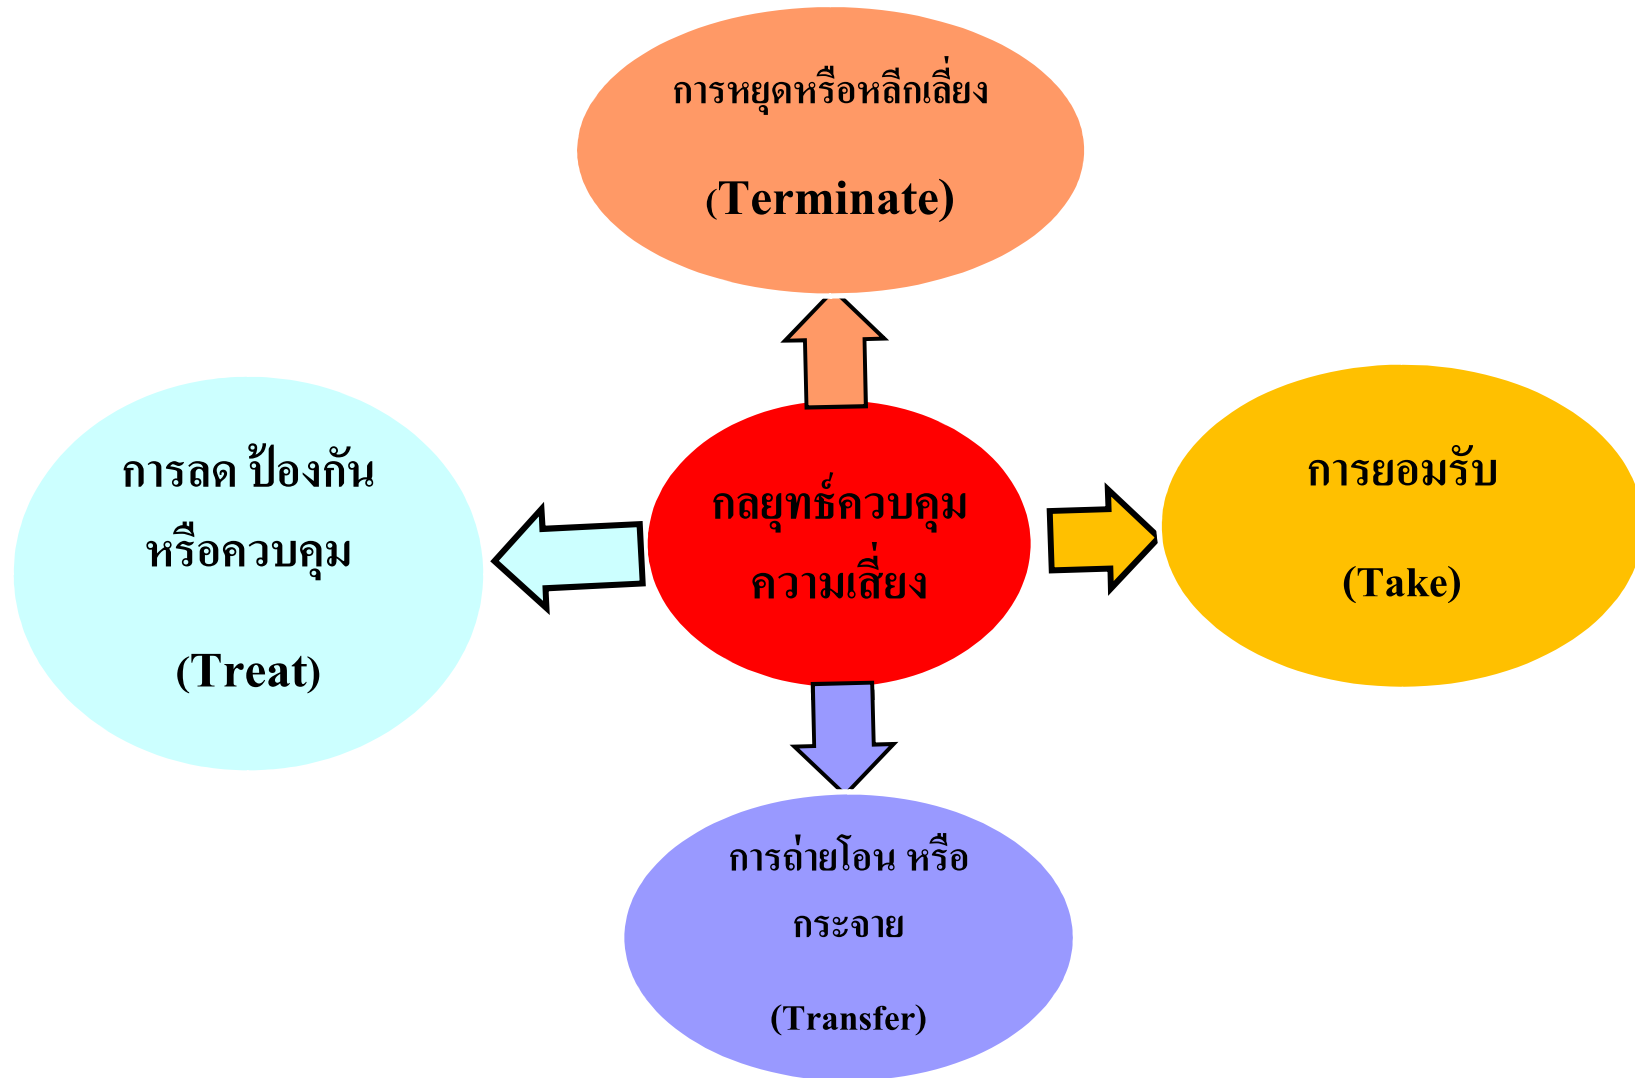 การหยุดหรือหลีกเลี่ยง
(Terminate)
การลด ป้องกัน
หรือควบคุม
(Treat)
กลยุทธ์ควบคุม
ความเสี่ยง
การยอมรับ
(Take)
การถ่ายโอน หรือ
กระจาย
(Transfer)